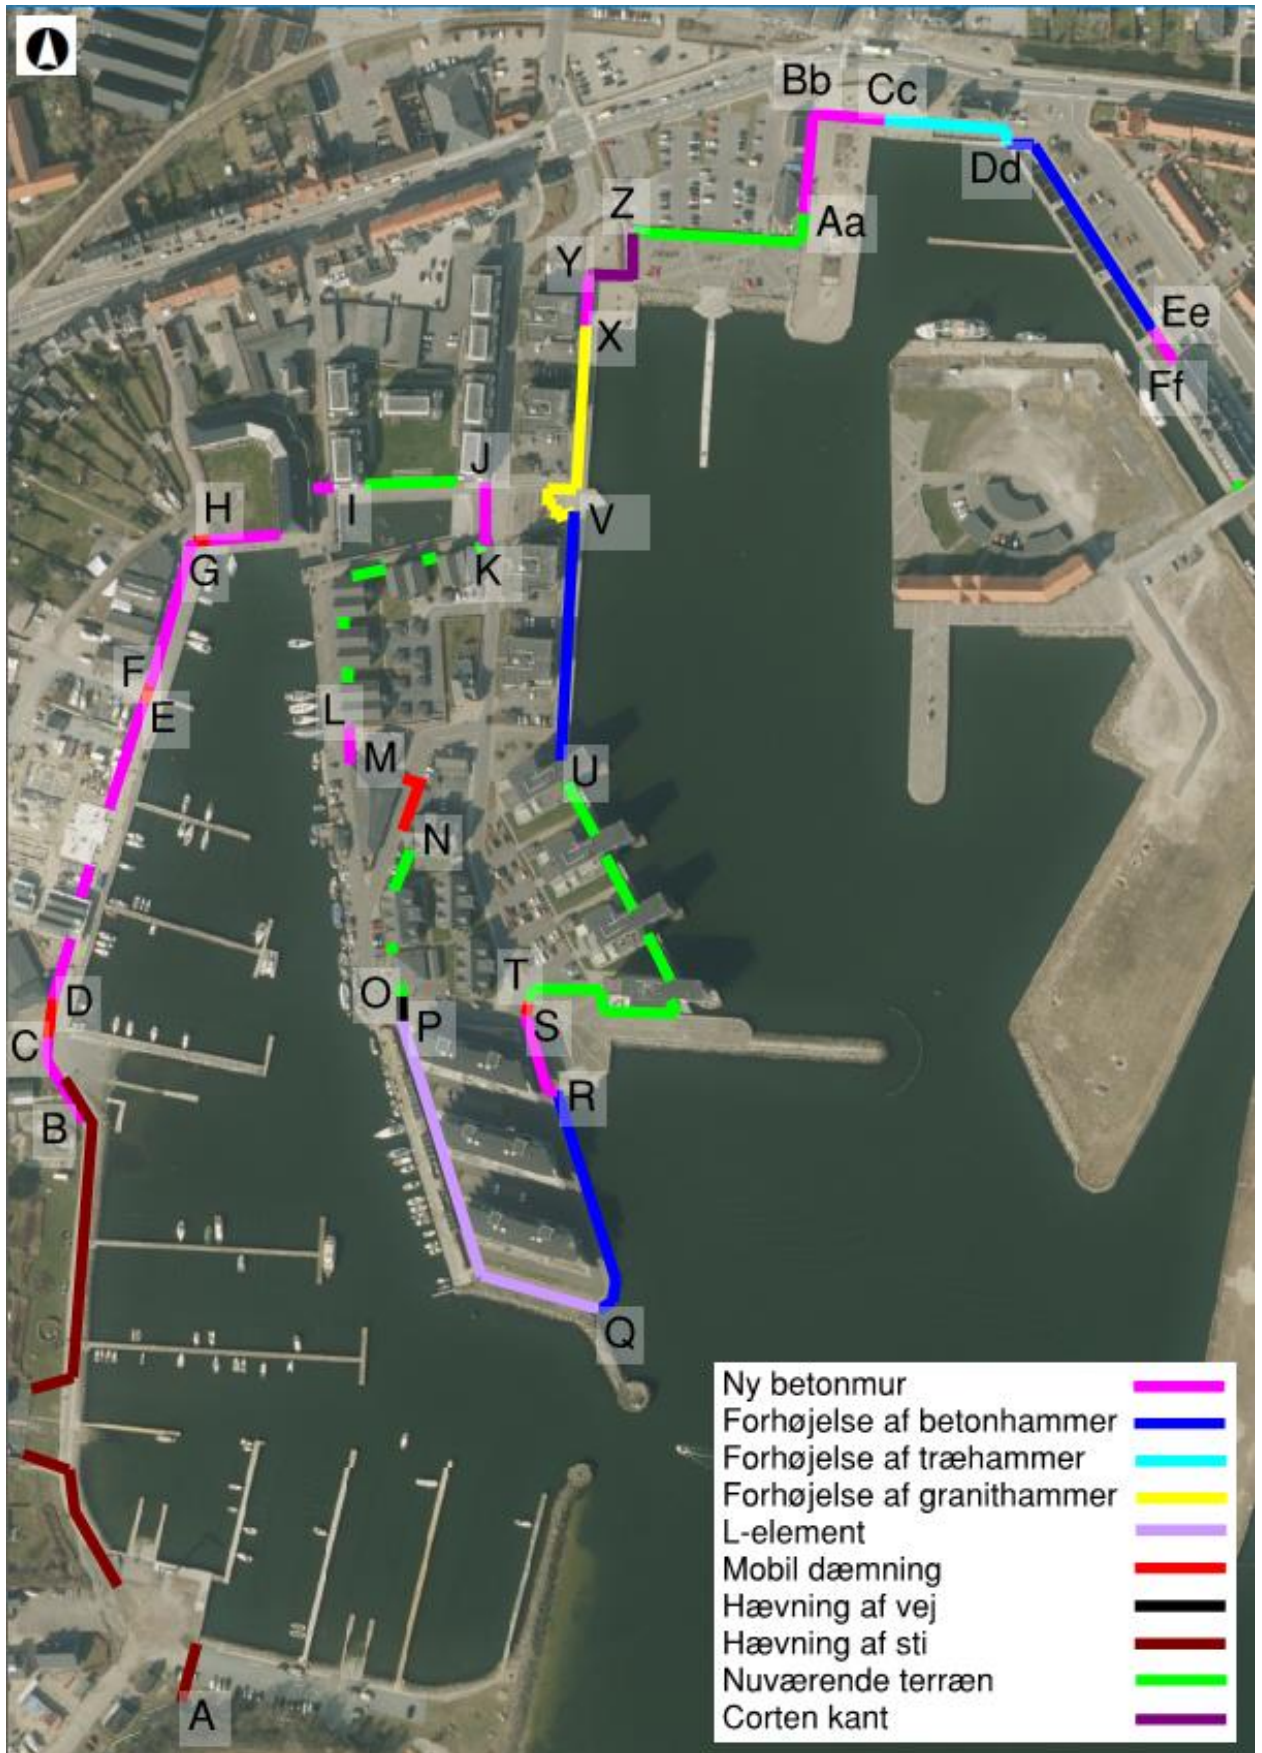 Bb
Cc
Dd
Z
Aa
Y
X
Ee
Ff
J
H
I
V
G
K
F
E
L
M
U
N
D
O
T
C
P
S
B
R
Q
A
Ny betonmur
Forhøjelse af betonhammer
Forhøjelse af træhammer
Forhøjelse af granithammer
L-element
Mobil dæmning
Hævning af vej
Hævning af sti
Nuværende terræn
Corten kant